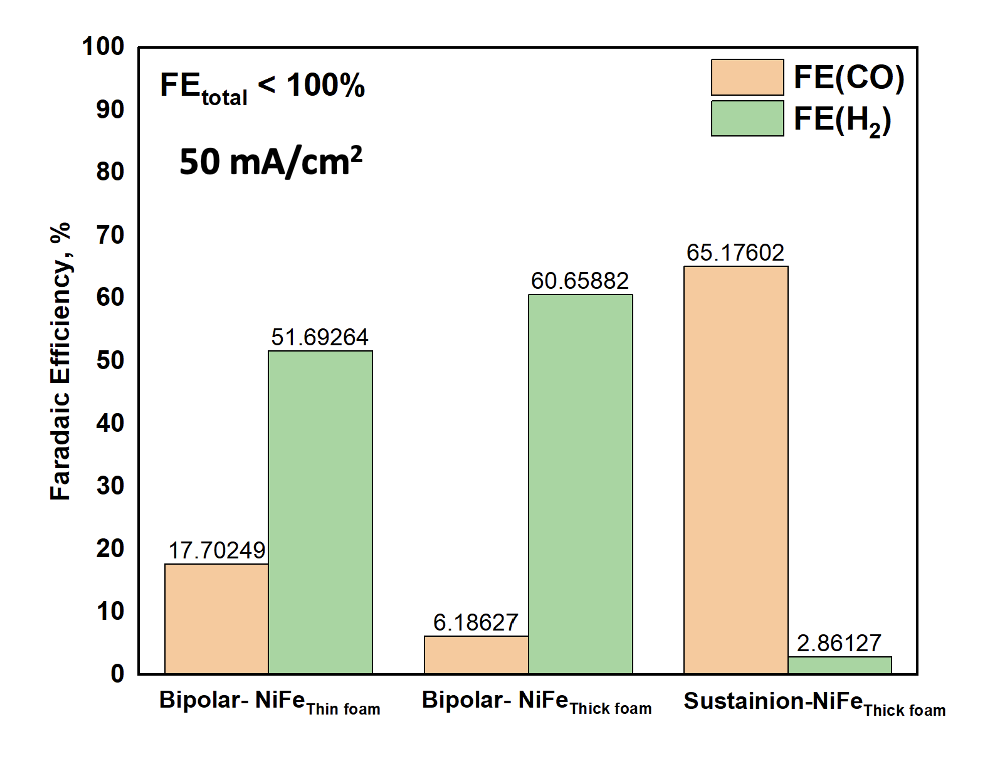 FEtotal < 100%
50 mA/cm²
FE(CO)
FE(H₂)
Faradaic Efficiency, %
100
90
80
70
60
50
40
30
20
10
0
17.70249
51.69264
6.18627
60.65882
65.17602
2.86127
Bipolar- NiFeThin foam
Bipolar- NiFeThick foam
Sustainion-NiFeThick foam